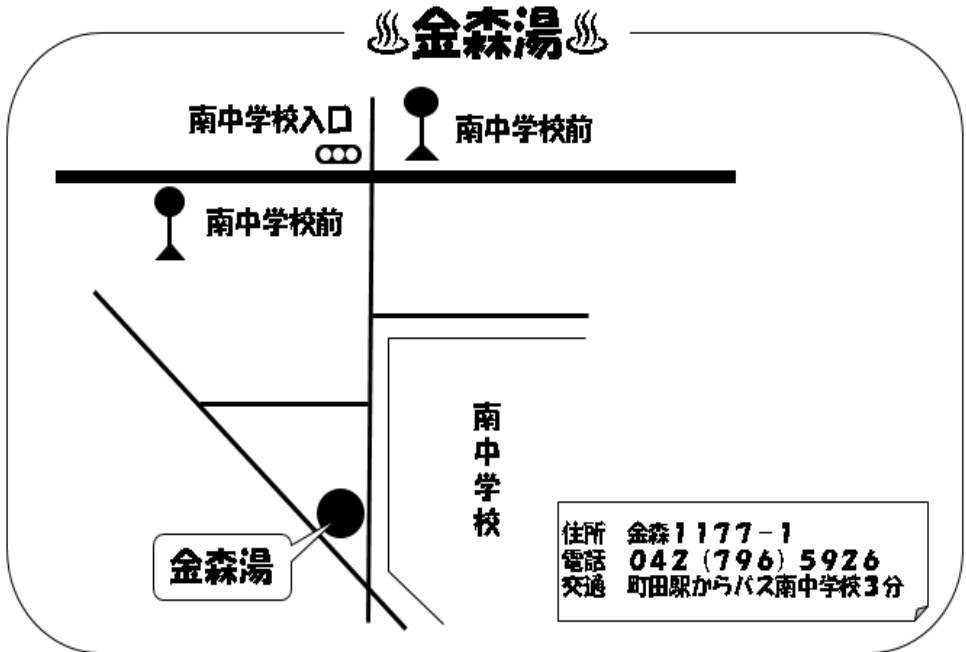 金森湯
南中学校入口
南中学校前
南中学校前
南中学校
金森湯
住所　金森1177-1
電話　042（796）5926
交通　町田駅からバス南中学校3分